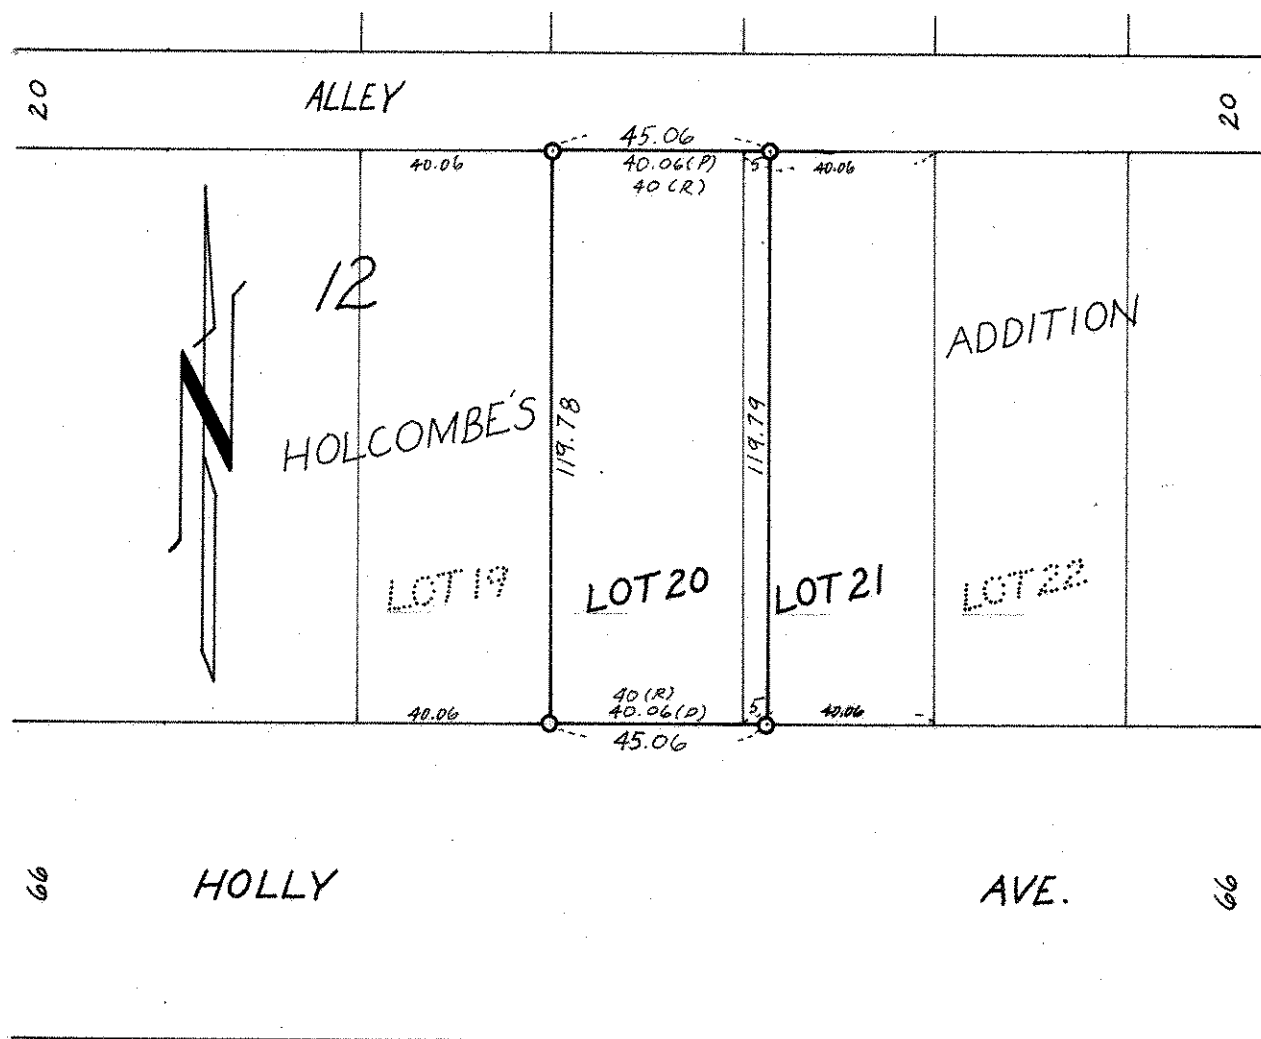 20 ALLEY 20
45.06
40.06 40.06(P) 5 40.06
40 (R)
12
ADDITION
N
HOLCOMBE'S
119.78 119.79
LOT 19 LOT 20 LOT 21 LOT 22
40 (R)
40.06 40.06(P) 5 40.06
45.06
66 HOLLY AVE. 66